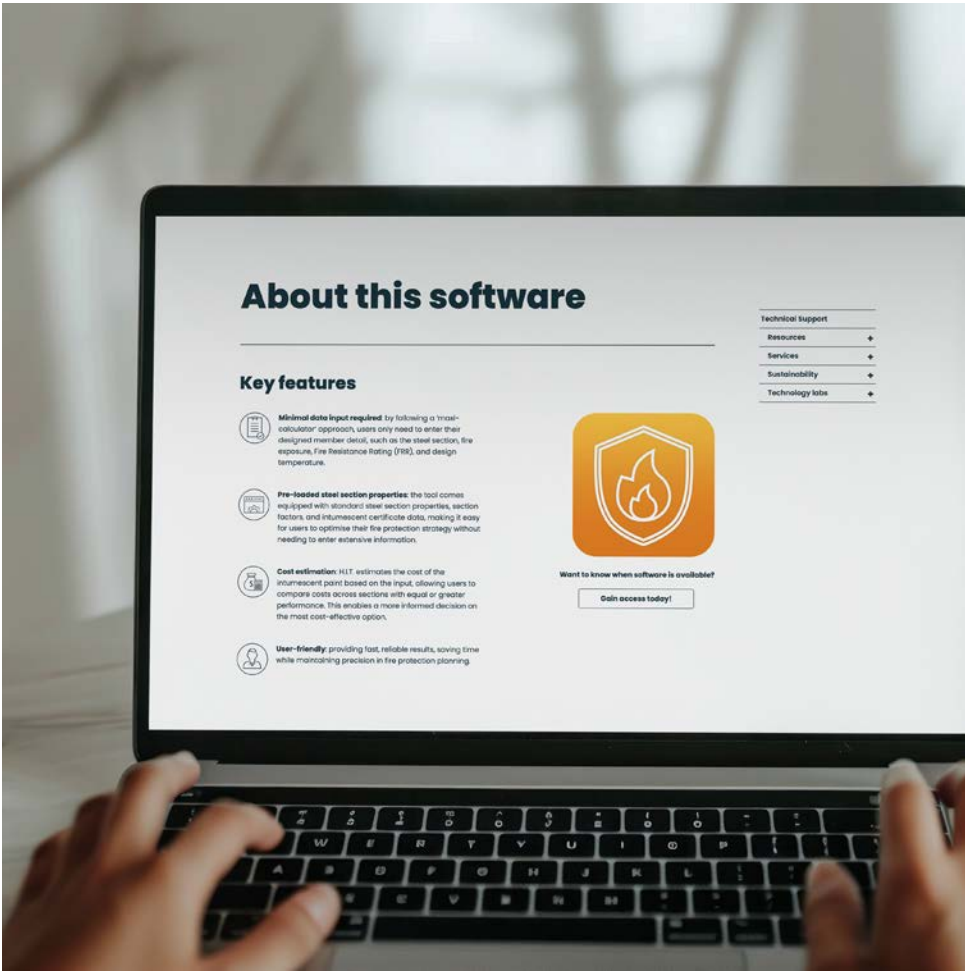 About this software
Technical Support
Resources +
Services +
Sustainability +
Technology labs +
Key features
Minimal data input required: by following a 'maxi-
calculator' approach, users only need to enter their
designed member detail, such as the steel section, fire
exposure, Fire Resistance Rating (FRR), and design
temperature.
Pre-loaded steel section properties: the tool comes
equipped with standard steel section properties, section
factors, and intumescent certificate data, making it easy
for users to optimise their fire protection strategy without
needing to enter extensive information.
Cost estimation: H.I.T. estimates the cost of the
intumescent paint based on the input, allowing users to
compare costs across sections with equal or greater
performance. This enables a more informed decision on
the most cost-effective option.
User-friendly: providing fast, reliable results, saving time
while maintaining precision in fire protection planning.
Want to know when software is available?
Gain access today!